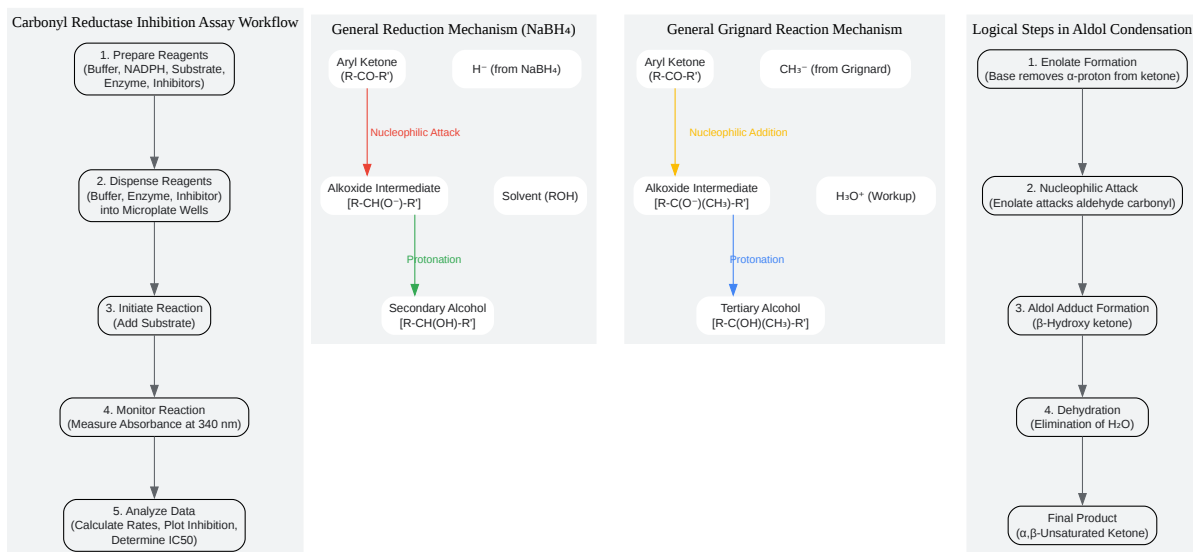 Carbonyl Reductase Inhibition Assay Workflow
1. Prepare Reagents
(Buffer, NADPH, Substrate,
Enzyme, Inhibitors)
2. Dispense Reagents
(Buffer, Enzyme, Inhibitor)
into Microplate Wells
3. Initiate Reaction
(Add Substrate)
4. Monitor Reaction
(Measure Absorbance at 340 nm)
5. Analyze Data
(Calculate Rates, Plot Inhibition,
Determine IC50)
General Reduction Mechanism (NaBH₄)
Aryl Ketone
(R-CO-R')
H⁻ (from NaBH₄)
Nucleophilic Attack
Alkoxide Intermediate
[R-CH(O⁻)-R']
Solvent (ROH)
Protonation
Secondary Alcohol
[R-CH(OH)-R']
General Grignard Reaction Mechanism
Aryl Ketone
(R-CO-R')
CH₃⁻ (from Grignard)
Nucleophilic Addition
Alkoxide Intermediate
[R-C(O⁻)(CH₃)-R']
H₃O⁺ (Workup)
Protonation
Tertiary Alcohol
[R-C(OH)(CH₃)-R']
Logical Steps in Aldol Condensation
1. Enolate Formation
(Base removes α-proton from ketone)
2. Nucleophilic Attack
(Enolate attacks aldehyde carbonyl)
3. Aldol Adduct Formation
(β-Hydroxy ketone)
4. Dehydration
(Elimination of H₂O)
Final Product
(α,β-Unsaturated Ketone)